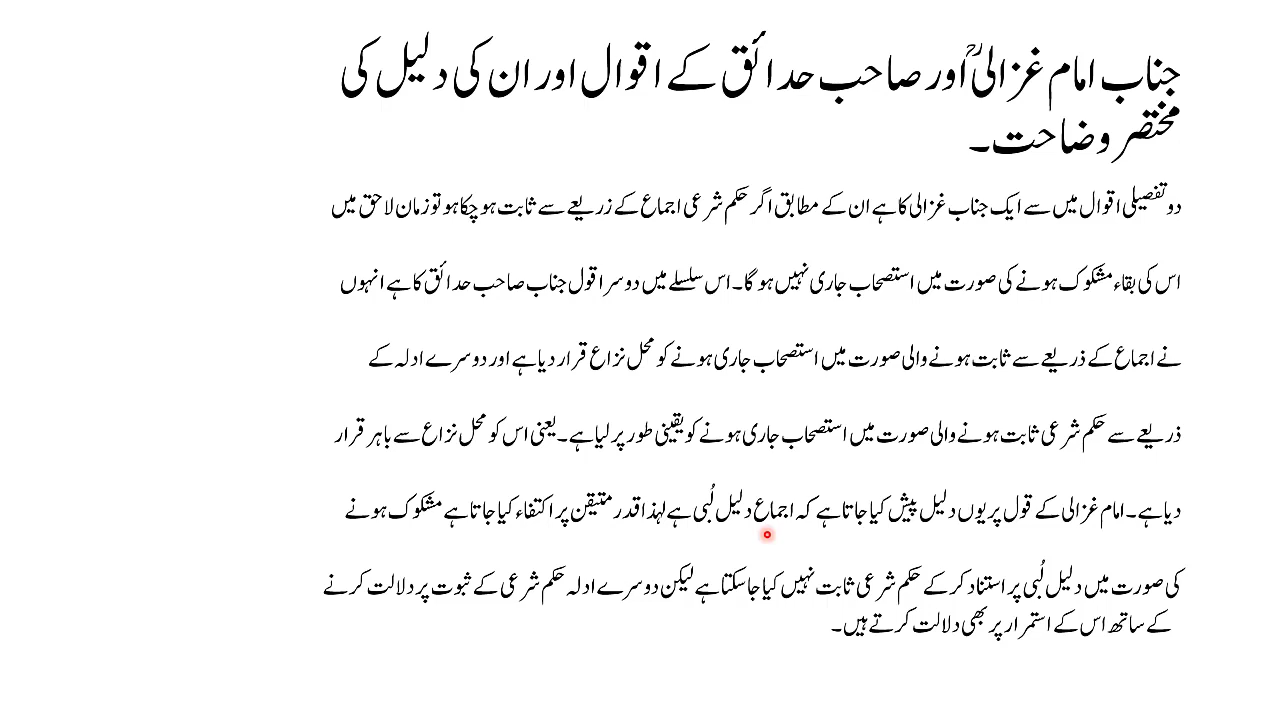 جناب امام غزالیؒ اور صاحب حدائق کے اقوال اور ان کی دلیل کی
مختصر وضاحت۔
دو تفصیلی اقوال میں سے ایک جناب غزالی کا ہے ان کے مطابق اگر حکم شرعی اجماع کے زریعے سے ثابت ہو چکا ہو تو زمان لاحق میں
اس کی بقاء مشکوک ہونے کی صورت میں استصحاب جاری نہیں ہو گا۔ اس سلسلے میں دوسرا قول جناب صاحب حدائق کا ہے انہوں
نے اجماع کے ذریعے سے ثابت ہونے والی صورت میں استصحاب جاری ہونے کو محل نزاع قرار دیا ہے اور دوسرے ادلہ کے
ذریعے سے حکم شرعی ثابت ہونے والی صورت میں استصحاب جاری ہونے کو یقینی طور پر لیا ہے۔ یعنی اس کو محل نزاع سے باہر قرار
دیا ہے۔ امام غزالی کے قول پر یوں دلیل پیش کیا جاتا ہے کہ اجماع دلیل لُبی ہے لہذا قدر متیقن پر اکتفاء کیا جاتا ہے مشکوک ہونے
کی صورت میں دلیل لُبی پر استناد کر کے حکم شرعی ثابت نہیں کیا جا سکتا ہے لیکن دوسرے ادلہ حکم شرعی کے ثبوت پر دلالت کرنے
کے ساتھ اس کے استمرار پر بھی دلالت کرتے ہیں۔